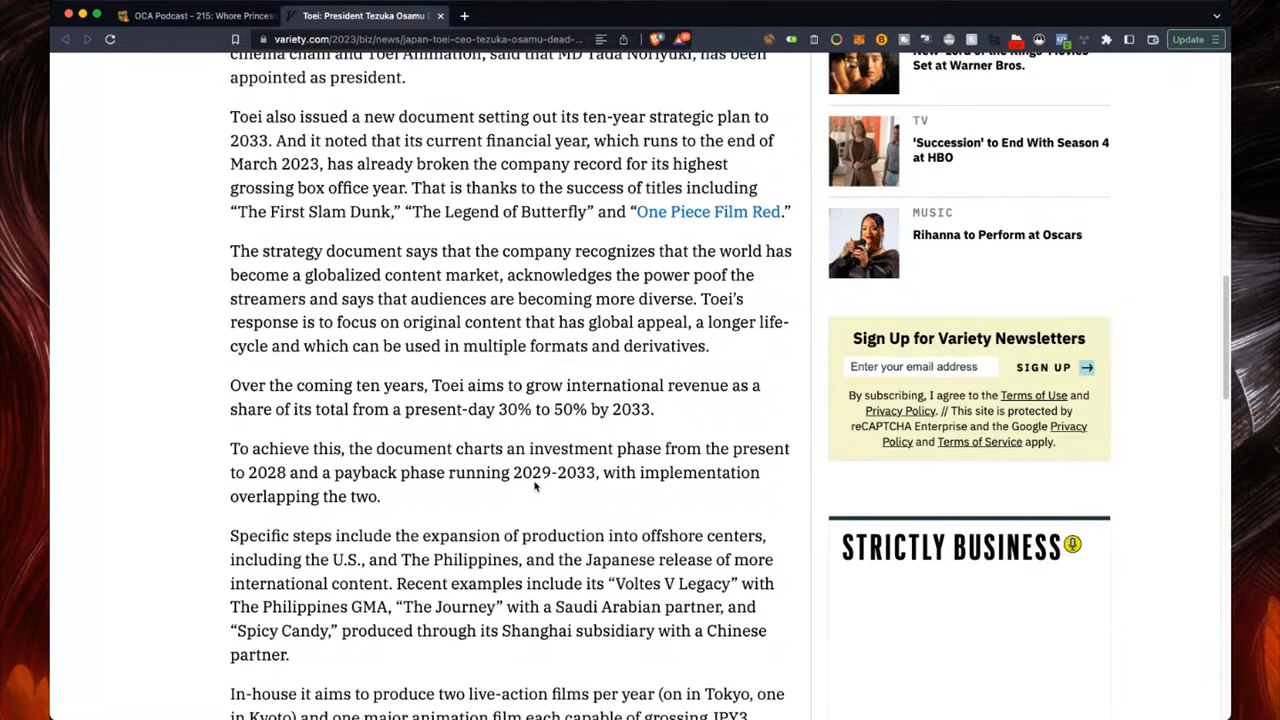 OCA Podcast - 215: Whore Princes
Toei: President Tezuka Osamu
variety.com/2023/biz/news/japan-toei-ceo-tezuka-osamu-dead-...
Update
cinema chain and Toei Animation, said that MD Tada Noriyuki, has been
appointed as president.
Toei also issued a new document setting out its ten-year strategic plan to
2033. And it noted that its current financial year, which runs to the end of
March 2023, has already broken the company record for its highest
grossing box office year. That is thanks to the success of titles including
“The First Slam Dunk,” “The Legend of Butterfly” and “One Piece Film Red.”
The strategy document says that the company recognizes that the world has
become a globalized content market, acknowledges the power poof the
streamers and says that audiences are becoming more diverse. Toei’s
response is to focus on original content that has global appeal, a longer life-
cycle and which can be used in multiple formats and derivatives.
Over the coming ten years, Toei aims to grow international revenue as a
share of its total from a present-day 30% to 50% by 2033.
To achieve this, the document charts an investment phase from the present
to 2028 and a payback phase running 2029-2033, with implementation
overlapping the two.
Specific steps include the expansion of production into offshore centers,
including the U.S., and The Philippines, and the Japanese release of more
international content. Recent examples include its “Voltes V Legacy” with
The Philippines GMA, “The Journey” with a Saudi Arabian partner, and
“Spicy Candy,” produced through its Shanghai subsidiary with a Chinese
partner.
In-house it aims to produce two live-action films per year (on in Tokyo, one
in Kyoto) and one major animation film each capable of grossing JPY3
Set at Warner Bros.
TV
'Succession' to End With Season 4
at HBO
MUSIC
Rihanna to Perform at Oscars
Sign Up for Variety Newsletters
Enter your email address
SIGN UP
By subscribing, I agree to the Terms of Use and
Privacy Policy. // This site is protected by
reCAPTCHA Enterprise and the Google Privacy
Policy and Terms of Service apply.
STRICTLY BUSINESS